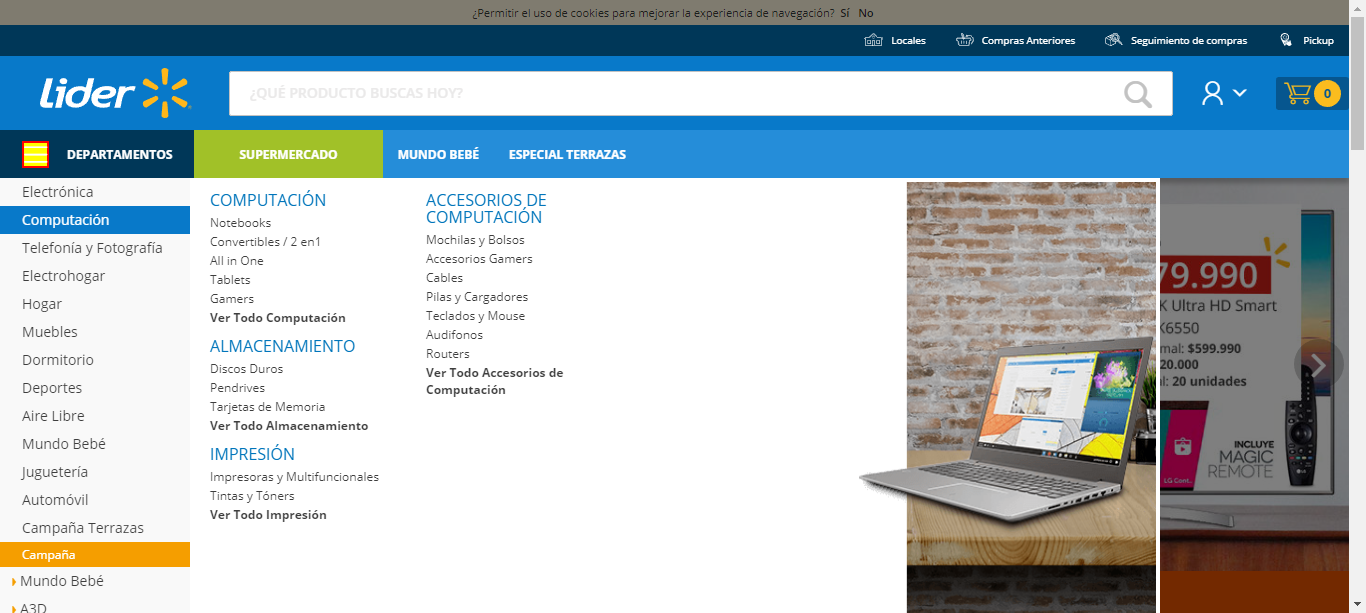 ¿Permitir el uso de cookies para mejorar la experiencia de navegación? Sí No
Locales
Compras Anteriores
Seguimiento de compras
Pickup
lider
¿QUÉ PRODUCTO BUSCAS HOY?
0
DEPARTAMENTOS
SUPERMERCADO
MUNDO BEBÉ
ESPECIAL TERRAZAS
Electrónica
Computación
Telefonía y Fotografía
Electrohogar
Hogar
Muebles
Dormitorio
Deportes
Aire Libre
Mundo Bebé
Juguetería
Automóvil
Campaña Terrazas
Campaña
Mundo Bebé
A3D
COMPUTACIÓN
Notebooks
Convertibles / 2 en1
All in One
Tablets
Gamers
Ver Todo Computación
ALMACENAMIENTO
Discos Duros
Pendrives
Tarjetas de Memoria
Ver Todo Almacenamiento
IMPRESIÓN
Impresoras y Multifuncionales
Tintas y Tóners
Ver Todo Impresión
ACCESORIOS DE
COMPUTACIÓN
Mochilas y Bolsos
Accesorios Gamers
Cables
Pilas y Cargadores
Teclados y Mouse
Audifonos
Routers
Ver Todo Accesorios de
Computación
79.990
K Ultra HD Smart
K6550
mal: $599.990
20.000
l: 20 unidades
INCLUYE
MAGIC
REMOTE
LG Cont.
LG